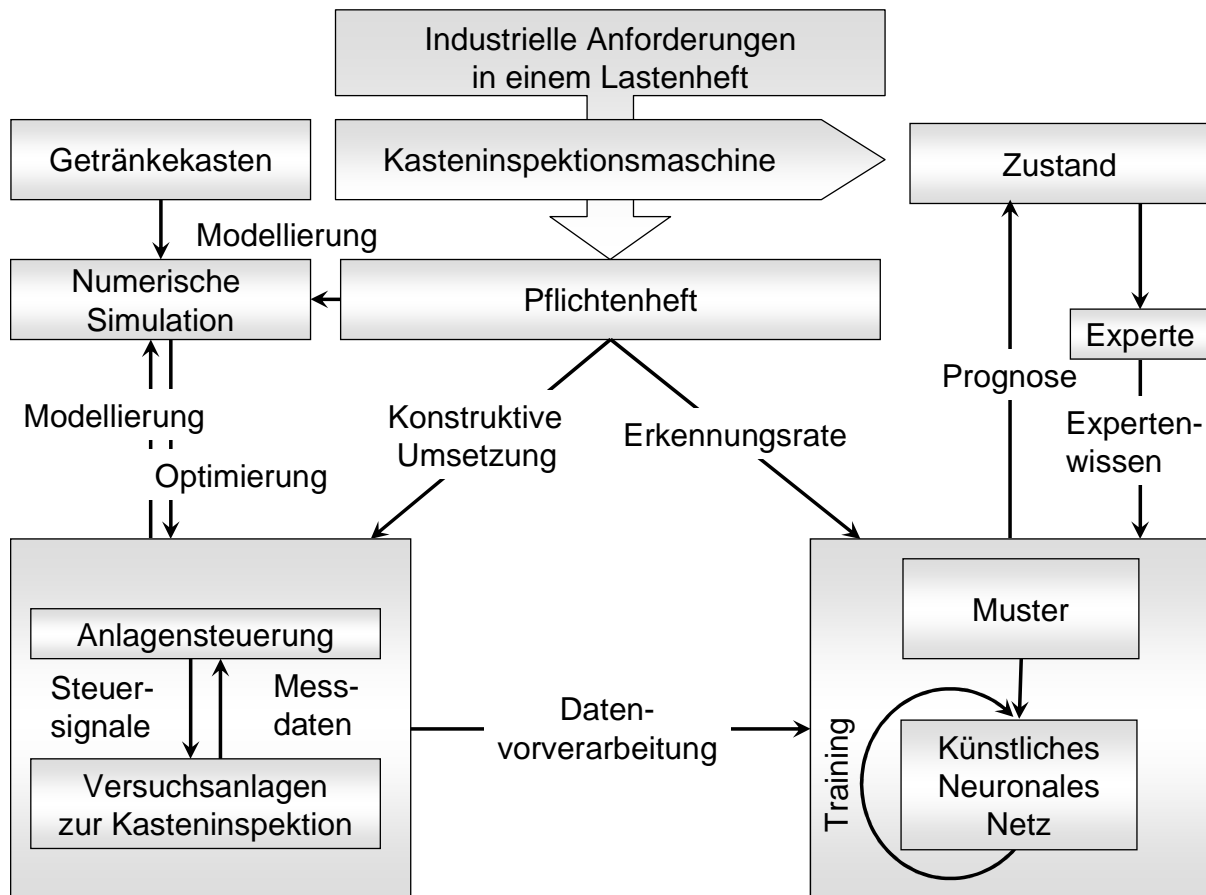 Industrielle Anforderungen
in einem Lastenheft
Getränkekasten
Kasteninspektionsmaschine
Zustand
Modellierung
Numerische
Simulation
Pflichtenheft
Experte
Prognose
Modellierung
Konstruktive
Umsetzung
Erkennungsrate
Experten-
wissen
Optimierung
Anlagensteuerung
Muster
Steuer-
signale
Mess-
daten
Daten-
vorverarbeitung
Training
Künstliches
Neuronales
Netz
Versuchsanlagen
zur Kasteninspektion